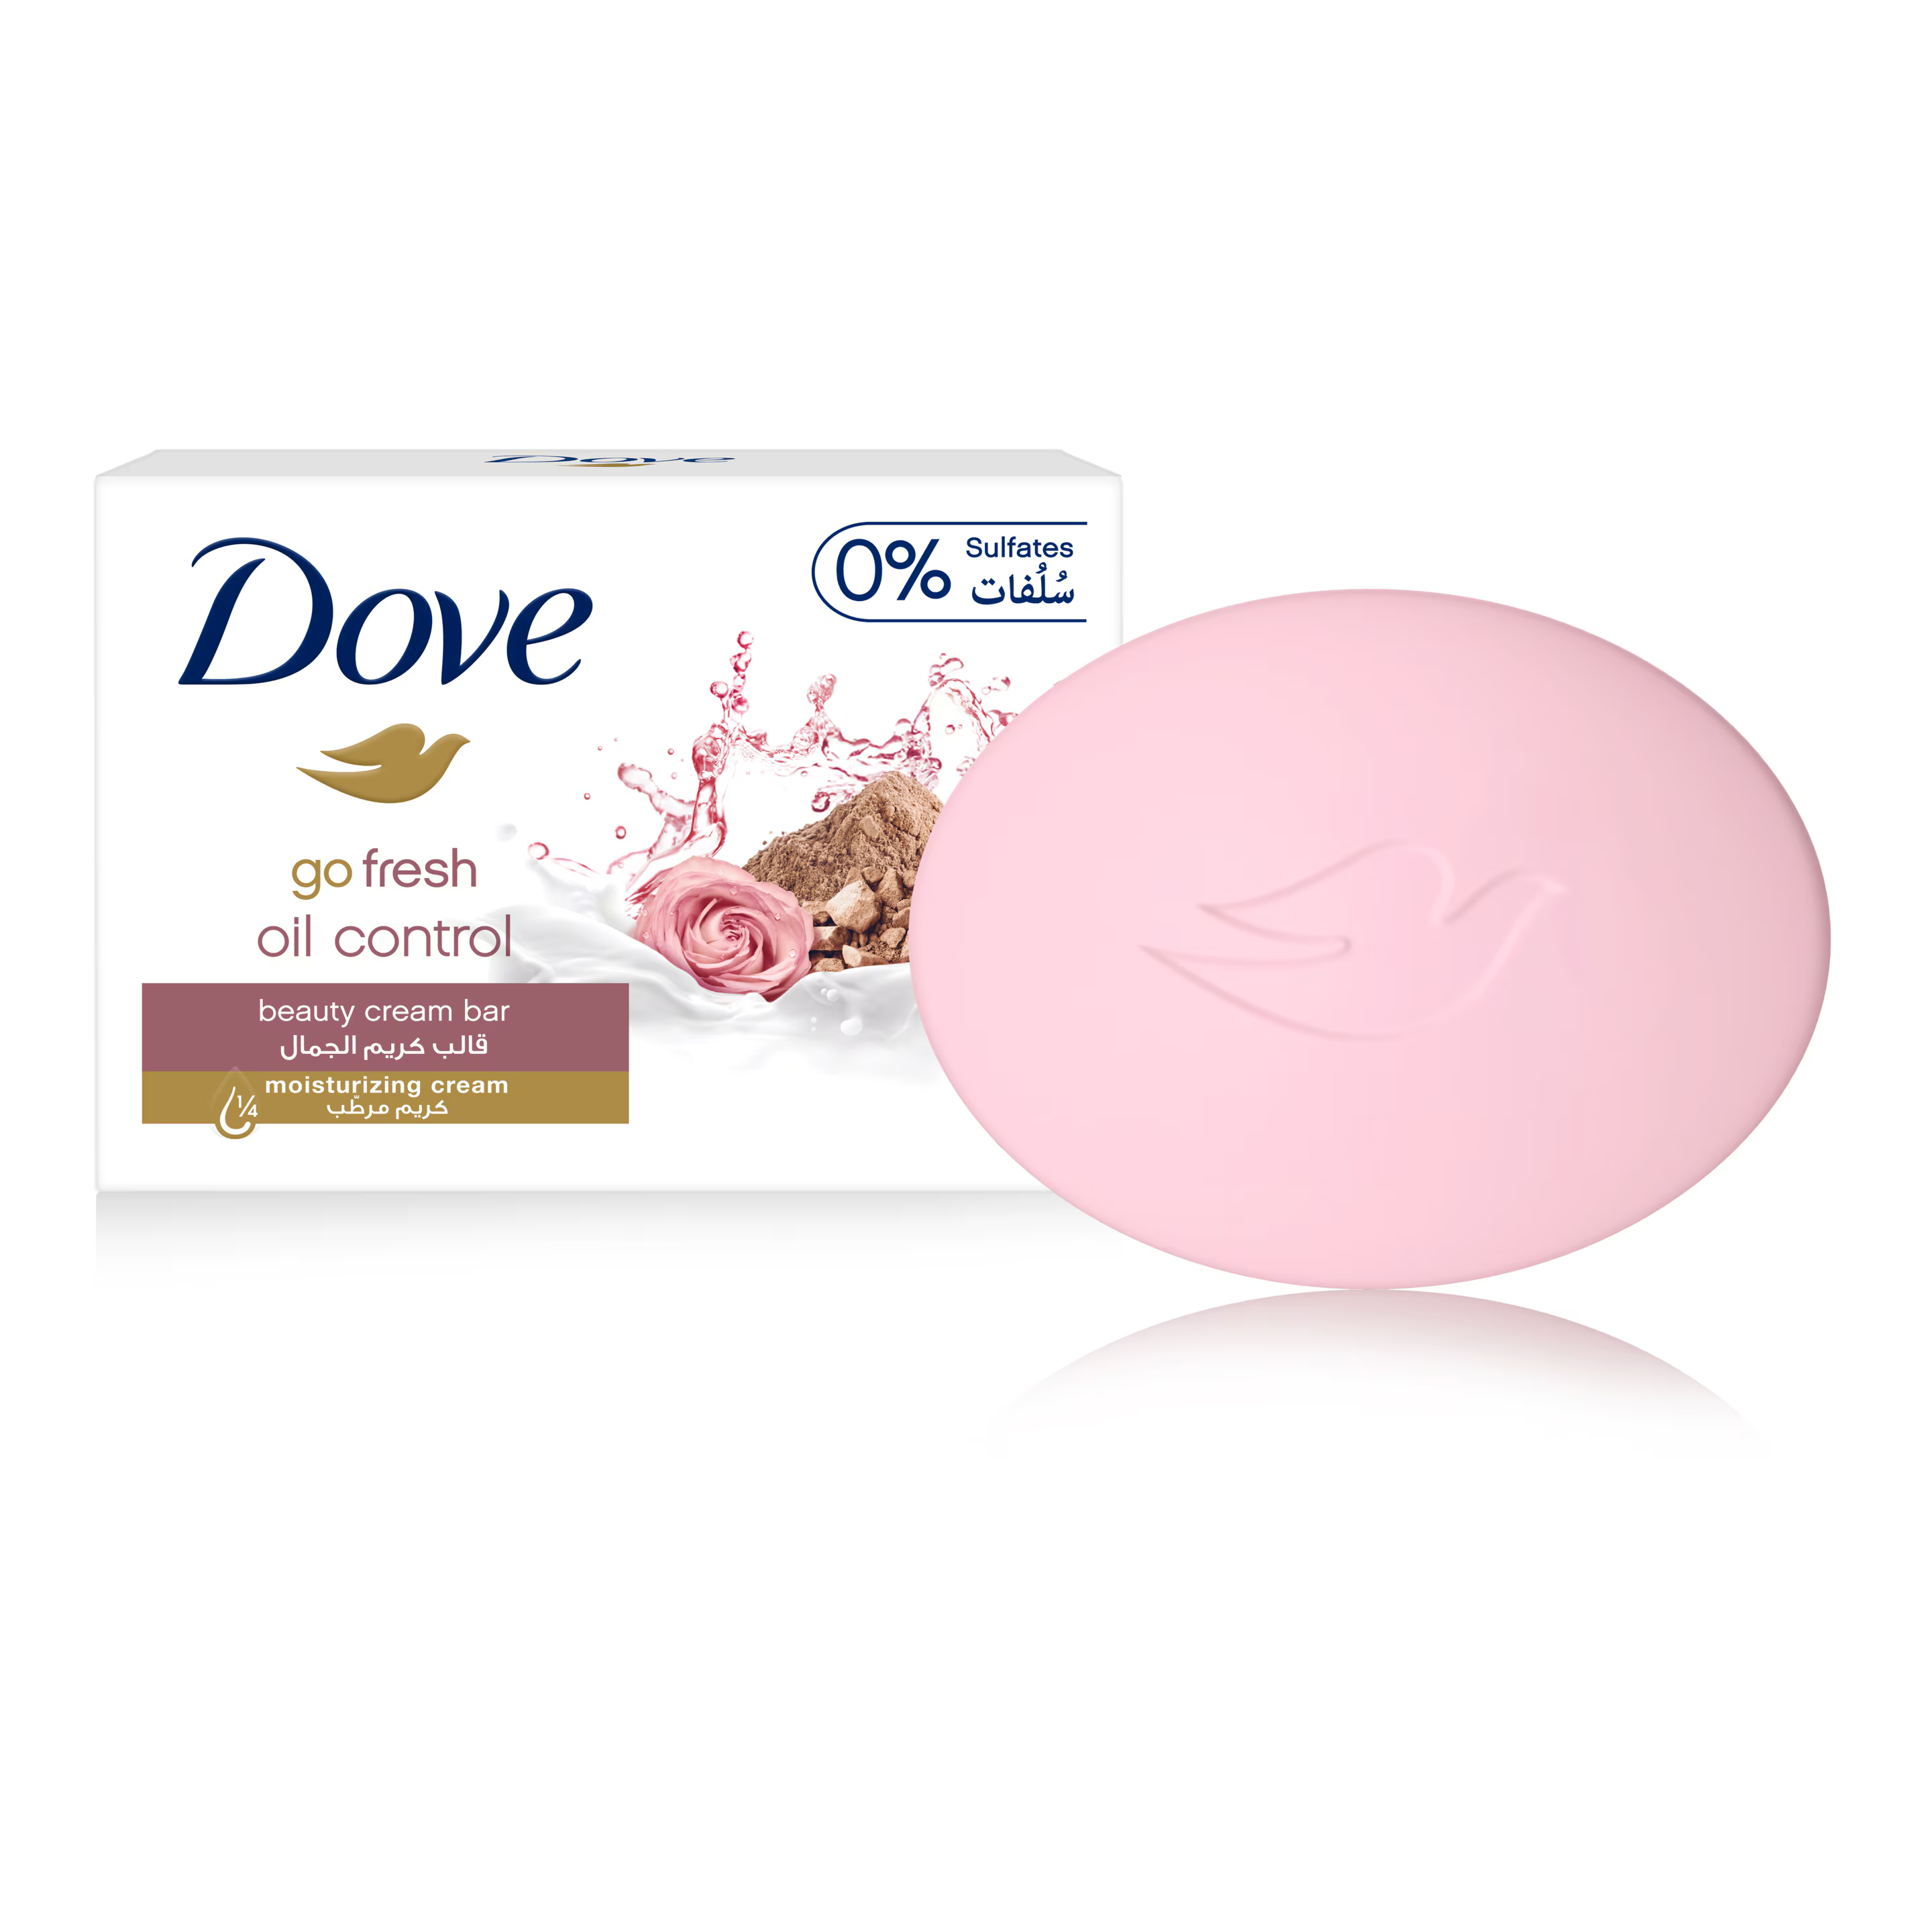 Dove
Dove
0% Sulfates
سُلُفات
go fresh
oil control
beauty cream bar
قالب كريم الجمال
1/4 moisturizing cream
كريم مرطّب